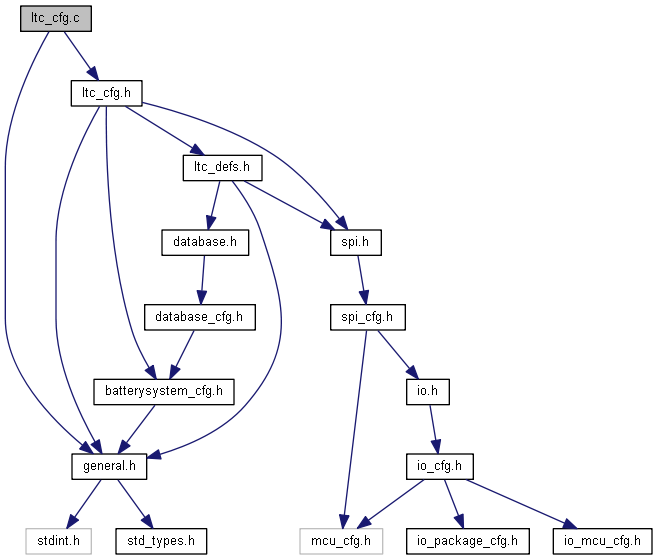 ltc_cfg.c
ltc_cfg.h
ltc_defs.h
database.h
spi.h
database_cfg.h
spi_cfg.h
batterysystem_cfg.h
io.h
general.h
io_cfg.h
stdint.h
std_types.h
mcu_cfg.h
io_package_cfg.h
io_mcu_cfg.h